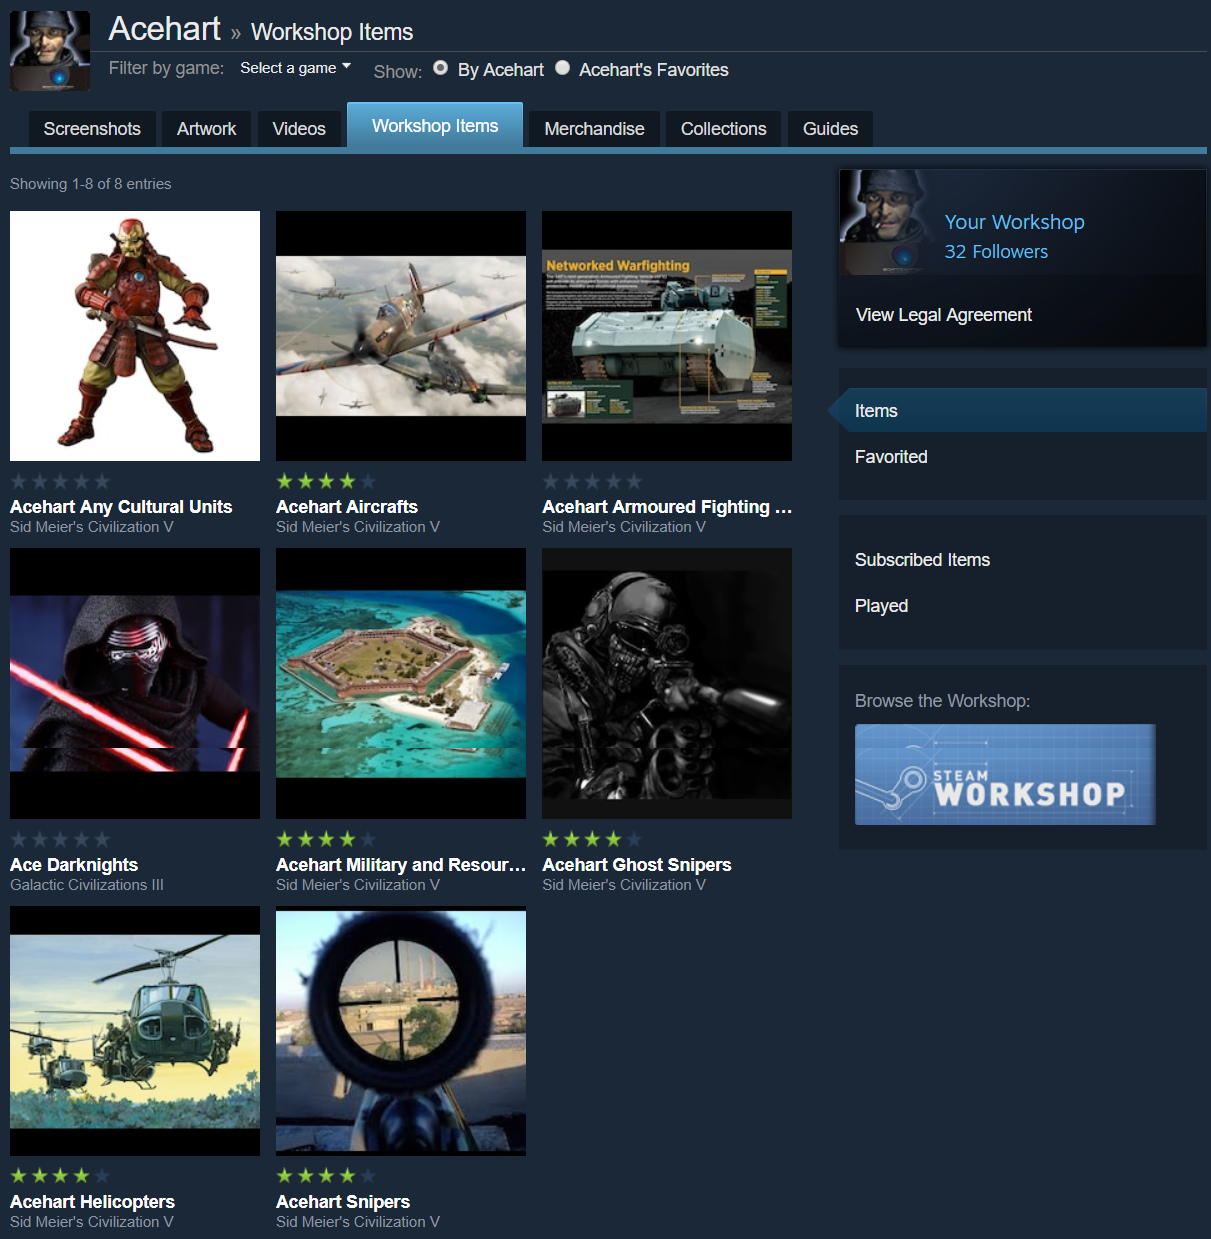 Acehart » Workshop Items
Filter by game: Select a game Show: By Acehart Acehart's Favorites
Screenshots Artwork Videos Workshop Items Merchandise Collections Guides
Showing 1-8 of 8 entries
Networked Warfighting
Acehart Any Cultural Units
Sid Meier's Civilization V
Acehart Aircrafts
Sid Meier's Civilization V
Acehart Armoured Fighting ...
Sid Meier's Civilization V
Ace Darknights
Galactic Civilizations III
Acehart Military and Resour...
Sid Meier's Civilization V
Acehart Ghost Snipers
Sid Meier's Civilization V
Acehart Helicopters
Sid Meier's Civilization V
Acehart Snipers
Sid Meier's Civilization V
Your Workshop
32 Followers
View Legal Agreement
Items
Favorited
Subscribed Items
Played
Browse the Workshop:
STEAM
WORKSHOP